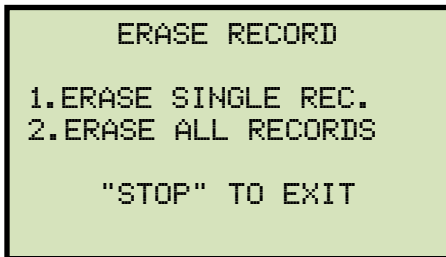 ERASE RECORD
1.ERASE SINGLE REC.
2.ERASE ALL RECORDS
"STOP" TO EXIT